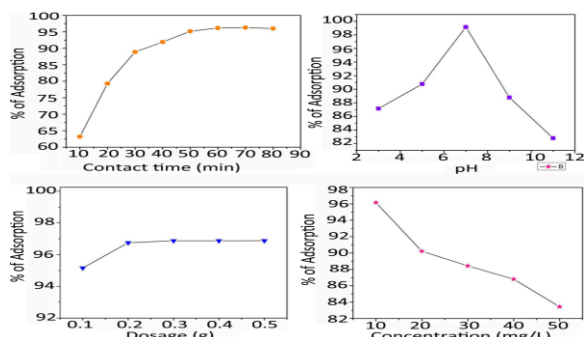 % of Adsorption
100
95
90
85
80
75
70
65
60
10 20 30 40 50 60 70 80 90
Contact time (min)
% of Adsorption
100
98
96
94
92
90
88
86
84
82
2 4 6 8 10 12
pH
B
% of Adsorption
100
98
96
94
92
0.1 0.2 0.3 0.4 0.5
Dosage (g)
% of Adsorption
98
96
94
92
90
88
86
84
82
10 20 30 40 50
Concentration (mg/L)